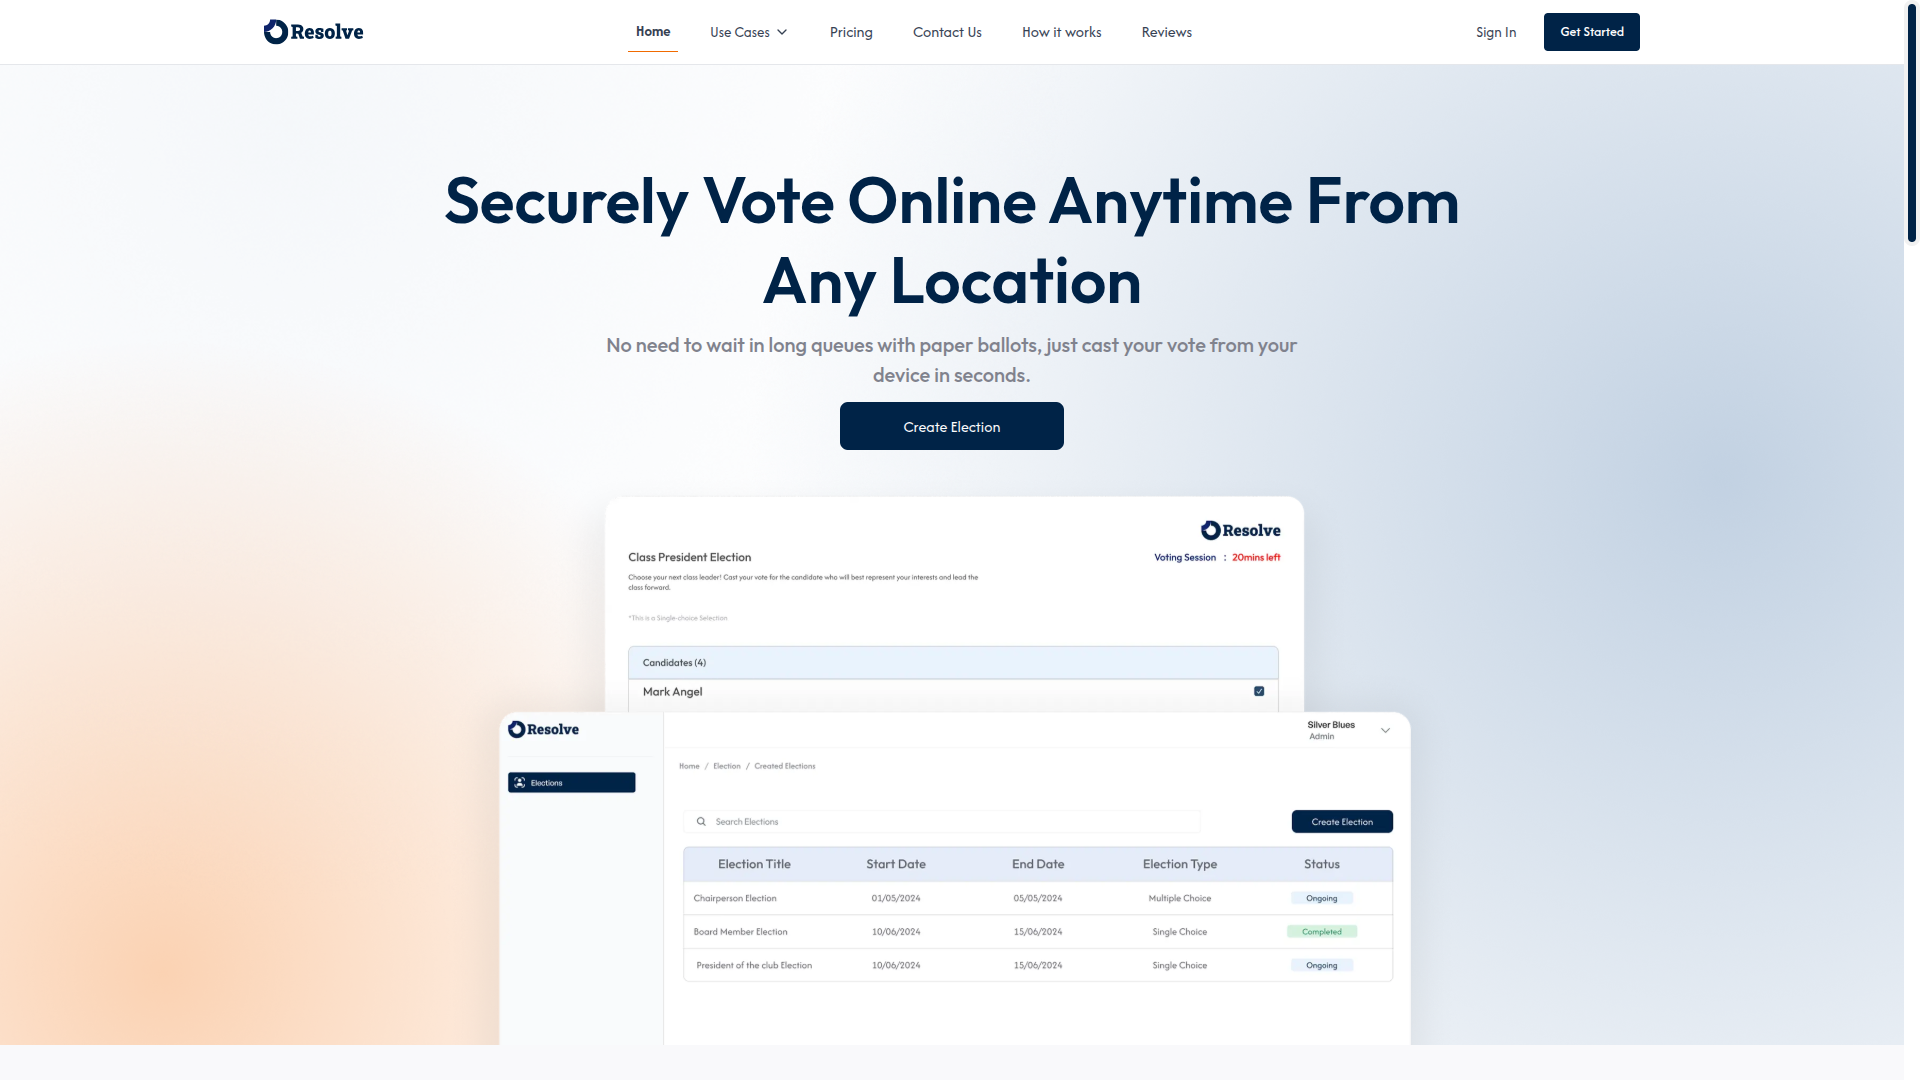 Resolve
Home
Use Cases
Pricing
Contact Us
How it works
Reviews
Sign In
Get Started
Securely Vote Online Anytime From
Any Location
No need to wait in long queues with paper ballots, just cast your vote from your
device in seconds.
Create Election
Resolve
Class President Election
Voting Session : 20mins left
Choose your next class leader! Cast your vote for the candidate who will best represent your interests and lead the
class forward.
*This is a Single-choice Selection
Candidates (4)
Mark Angel
Resolve
Silver Blues
Admin
Home / Election / Created Elections
Elections
Search Elections
Create Election
Election Title Start Date End Date Election Type Status
Chairperson Election 01/05/2024 05/05/2024 Multiple Choice Ongoing
Board Member Election 10/06/2024 15/06/2024 Single Choice Completed
President of the club Election 10/06/2024 15/06/2024 Single Choice Ongoing